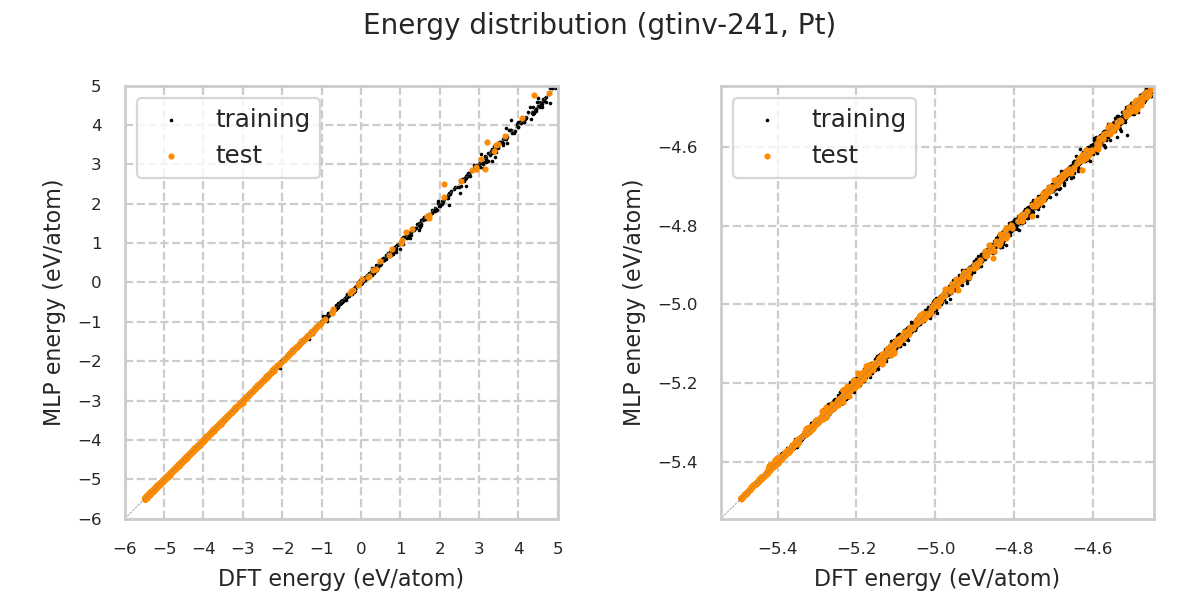 Energy distribution (gtinv-241, Pt)
training
test
5
4
3
2
1
0
−1
−2
−3
−4
−5
−6
MLP energy (eV/atom)
−6 −5 −4 −3 −2 −1 0 1 2 3 4 5
DFT energy (eV/atom)
training
test
−4.6
−4.8
−5.0
−5.2
−5.4
MLP energy (eV/atom)
−5.4 −5.2 −5.0 −4.8 −4.6
DFT energy (eV/atom)